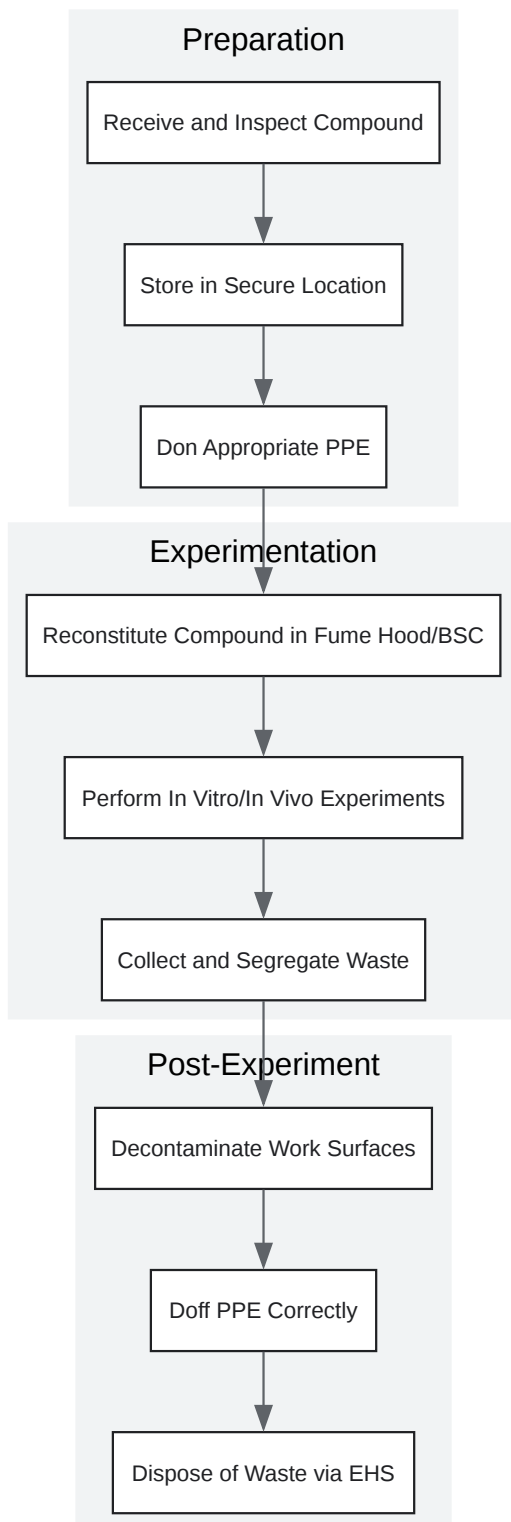 Preparation
Receive and Inspect Compound
Store in Secure Location
Don Appropriate PPE
Experimentation
Reconstitute Compound in Fume Hood/BSC
Perform In Vitro/In Vivo Experiments
Collect and Segregate Waste
Post-Experiment
Decontaminate Work Surfaces
Doff PPE Correctly
Dispose of Waste via EHS